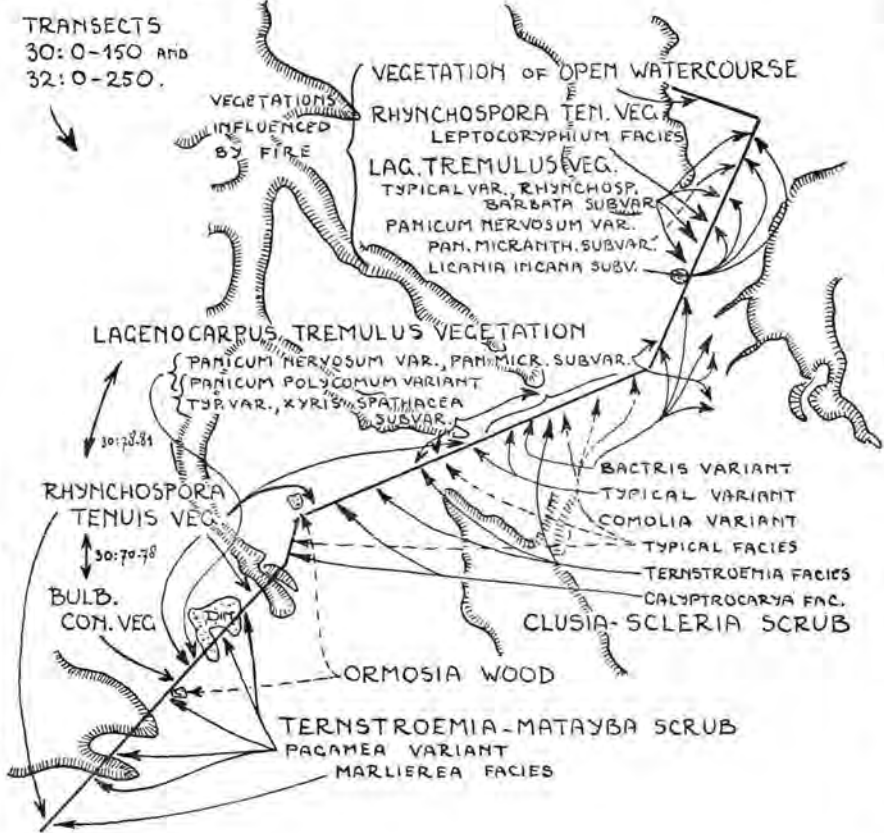 TRANSECTS
30:0-150 AND
32:0-250.
VEGETATIONS
INFLUENCED
BY FIRE
VEGETATION OF OPEN WATERCOURSE
RHYNCHOSPORA TEN. VEG.
LEPTOCORYPHIUM FACIES
LAG. TREMULUS VEG.
TYPICAL VAR., RHYNCHOSP.
BARBATA SUBVAR.
PANICUM NERVOSUM VAR.
PAN. MICRANTH. SUBVAR.
LICANIA INCANA SUBV.
LAGENOCARPUS TREMULUS VEGETATION
PANICUM NERVOSUM VAR., PAN. MICR. SUBVAR.
PANICUM POLYCOMUM VARIANT
TYP. VAR., XYRIS SPATHACEA
SUBVAR.
30:78-81
RHYNCHOSPORA
TENUIS VEG.
30:70-78
BULB.
CON. VEG.
DIM
BACTRIS VARIANT
TYPICAL VARIANT
COMOLIA VARIANT
TYPICAL FACIES
TERNSTROEMIA FACIES
CALYPTROCARYA FAC.
CLUSIA-SCLERIA SCRUB
ORMOSIA WOOD
TERNSTROEMIA-MATAYBA SCRUB
PAGAMEA VARIANT
MARLIEREA FACIES